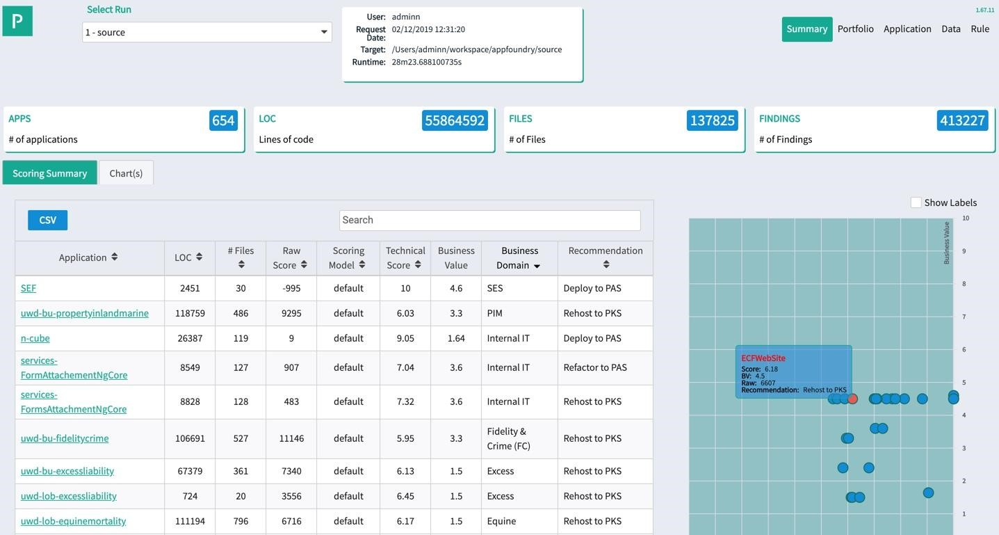 P
Select Run
1 - source
User: adminn
Request Date: 02/12/2019 12:31:20
Target: /Users/adminn/workspace/appfoundry/source
Runtime: 28m23.688100735s
1.67.11
Summary Portfolio Application Data Rule
APPS 654
# of applications
LOC 55864592
Lines of code
FILES 137825
# of Files
FINDINGS 413227
# of Findings
Scoring Summary Chart(s)
CSV Search
Application LOC # Files Raw Score Scoring Model Technical Score Business Value Business Domain Recommendation
SEF 2451 30 -995 default 10 4.6 SES Deploy to PAS
uwd-bu-propertyinlandmarine 118759 486 9295 default 6.03 3.3 PIM Rehost to PKS
n-cube 26387 119 9 default 9.05 1.64 Internal IT Deploy to PAS
services-
FormAttachementNgCore 8549 127 907 default 7.04 3.6 Internal IT Refactor to PAS
services-
FormsAttachmentNgCore 8828 128 483 default 7.32 3.6 Internal IT Rehost to PKS
uwd-bu-fidelitycrime 106691 527 11146 default 5.95 3.3 Fidelity & Crime (FC) Rehost to PKS
uwd-bu-excessliability 67379 361 7340 default 6.13 1.5 Excess Rehost to PKS
uwd-lob-excessliability 724 20 3556 default 6.45 1.5 Excess Rehost to PKS
uwd-lob-equinemortality 111194 796 6716 default 6.17 1.5 Equine Rehost to PKS
Show Labels
Business Value
10
9
8
7
6
5
4
3
2
1
ECFWebSite
Score: 6.18
BV: 4.5
Raw: 6607
Recommendation: Rehost to PKS